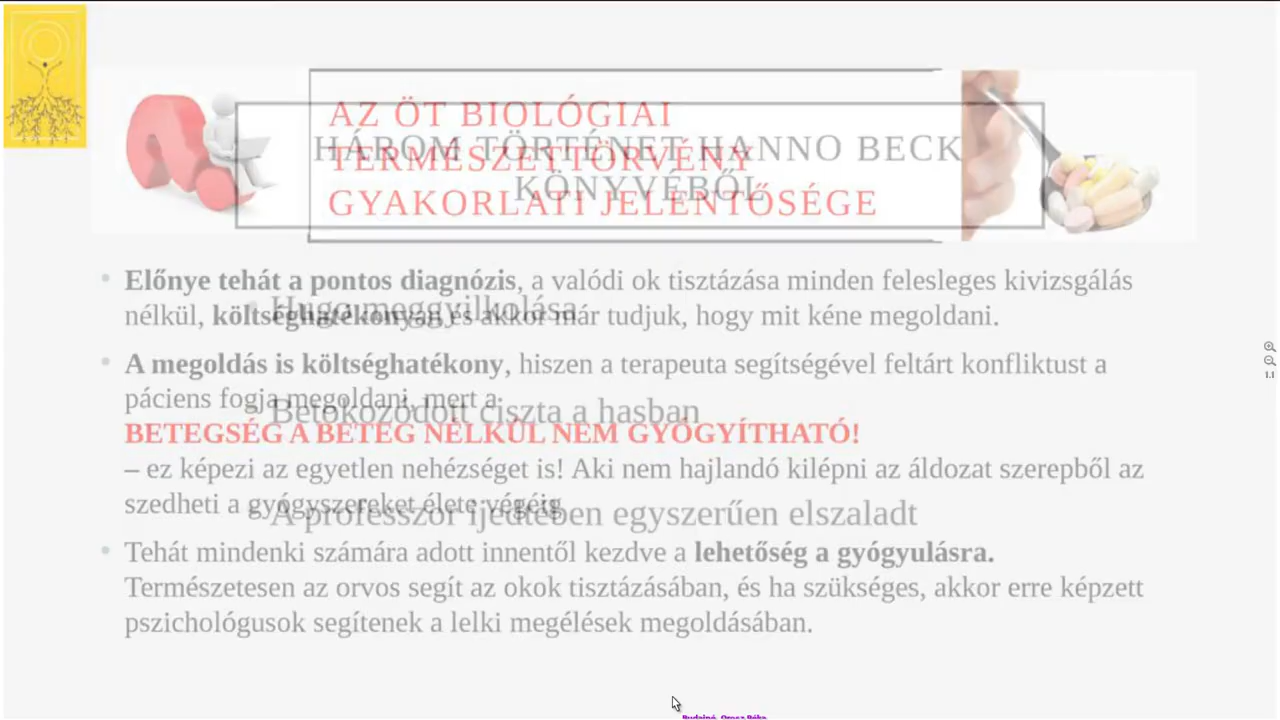 AZ ÖT BIOLÓGIAI
TERMÉSZETTÖRVÉNY
GYAKORLATI JELENTŐSÉGE
HÁROM TÖRTÉNET HANNO BECK
KÖNYVÉBŐL
• Előnye tehát a pontos diagnózis, a valódi ok tisztázása minden felesleges kivizsgálás
nélkül, költséghatékonyan és akkor már tudjuk, hogy mit kéne megoldani.
• A megoldás is költséghatékony, hiszen a terapeuta segítségével feltárt konfliktust a
páciens fogja megoldani, mert a
BETEGSÉG A BETEG NÉLKÜL NEM GYÓGYÍTHATÓ!
– ez képezi az egyetlen nehézséget is! Aki nem hajlandó kilépni az áldozat szerepből az
szedheti a gyógyszereket élete végéig.
• Tehát mindenki számára adott innentől kezdve a lehetőség a gyógyulásra.
Természetesen az orvos segít az okok tisztázásában, és ha szükséges, akkor erre képzett
pszichológusok segítenek a lelki megélések megoldásában.
Hugo meggyilkolása
Betokozódott ciszta a hasban
A professzor ijedtében egyszerűen elszaladt
1.1